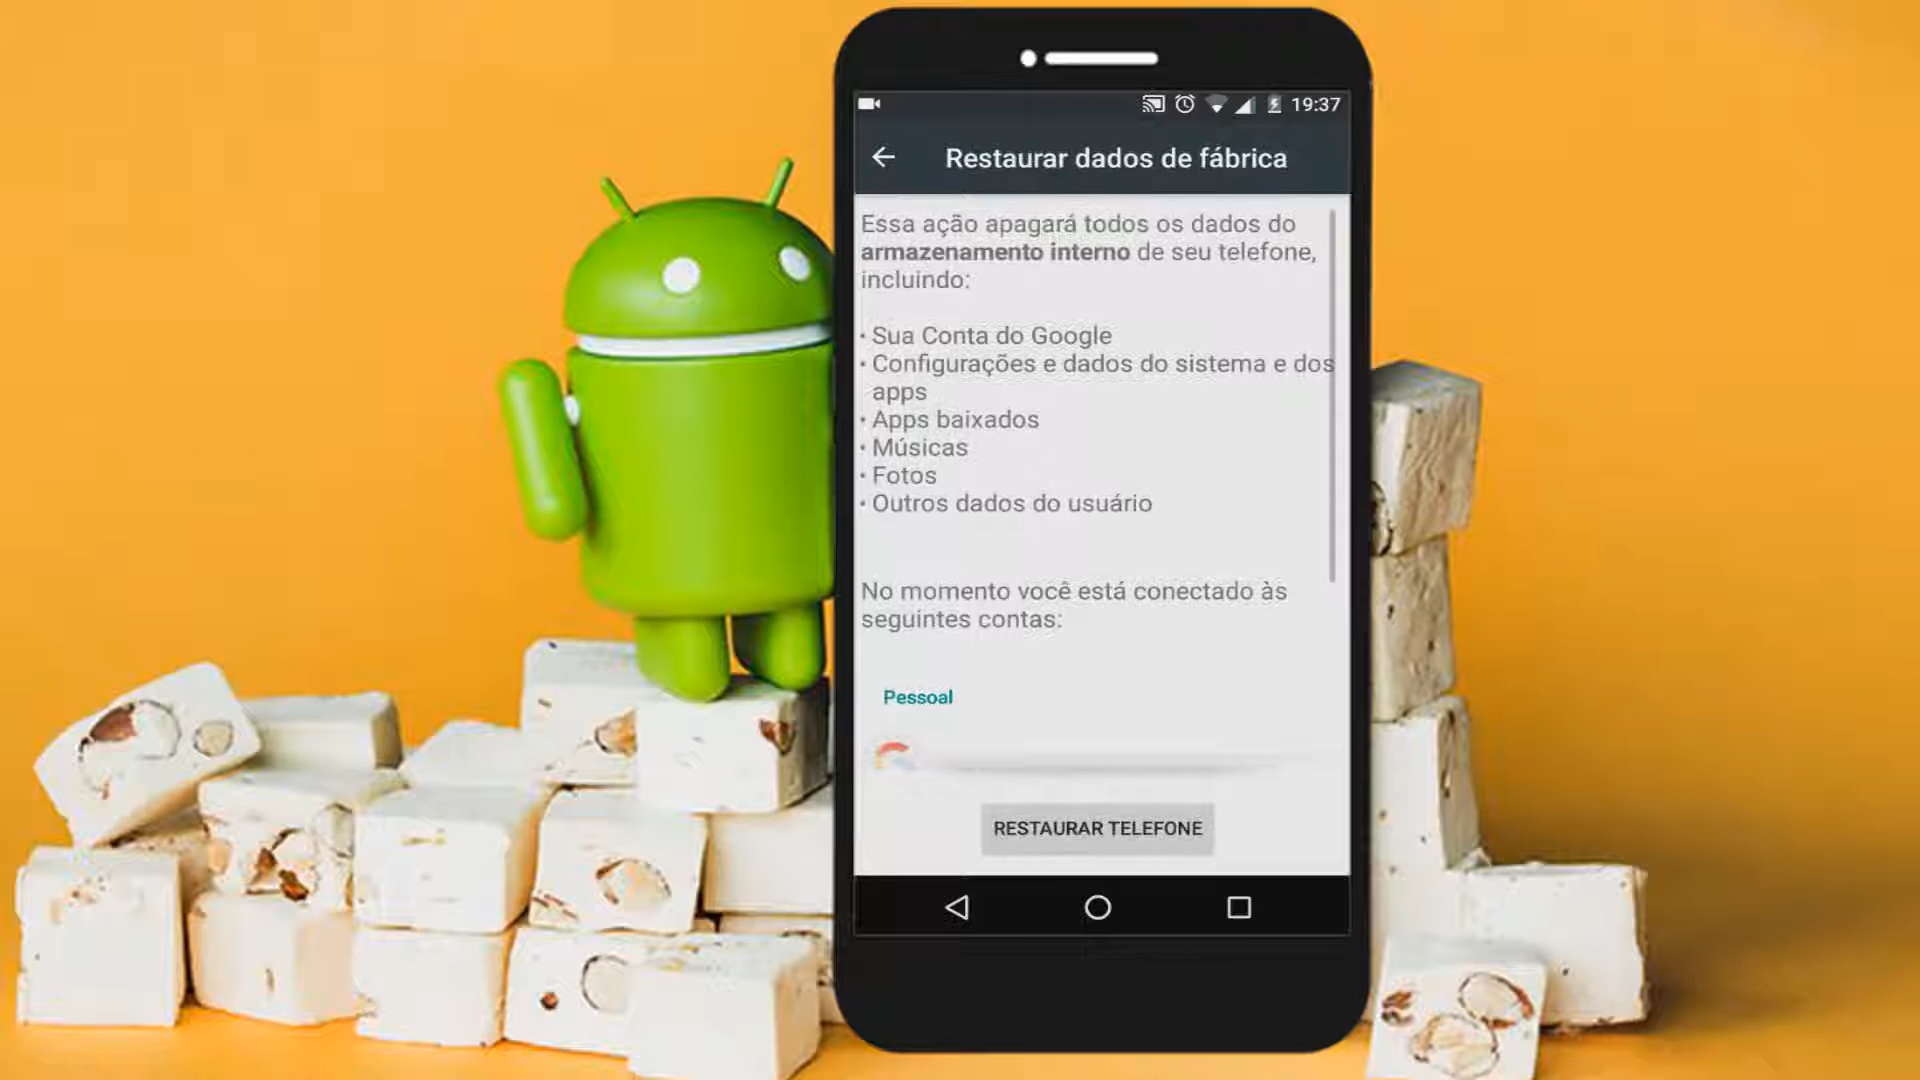 19:37
Restaurar dados de fábrica
Essa ação apagará todos os dados do
armazenamento interno de seu telefone,
incluindo:
• Sua Conta do Google
• Configurações e dados do sistema e dos
apps
• Apps baixados
• Músicas
• Fotos
• Outros dados do usuário
No momento você está conectado às
seguintes contas:
Pessoal
RESTAURAR TELEFONE